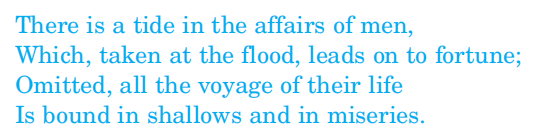 There is a tide in the affairs of men,
Which, taken at the flood, leads on to fortune;
Omitted, all the voyage of their life
Is bound in shallows and in miseries.